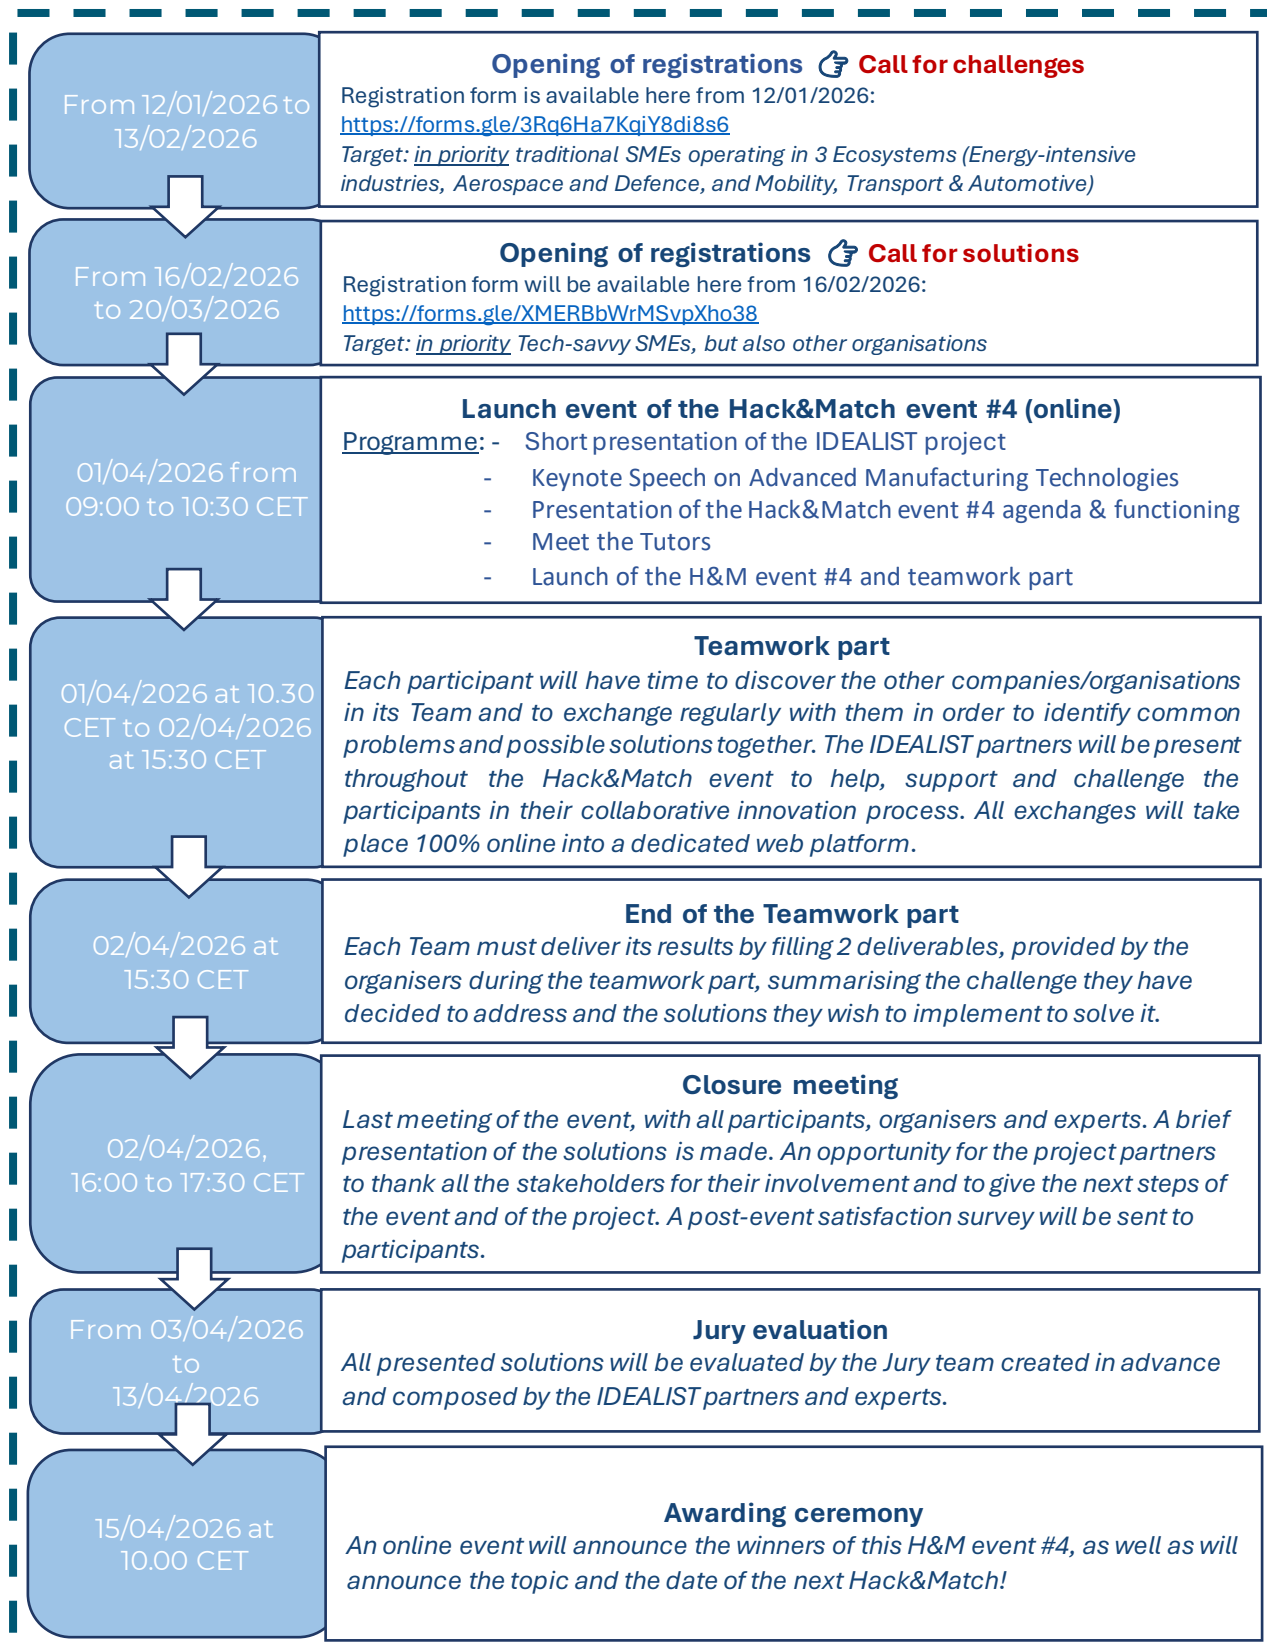 From 12/01/2026 to
13/02/2026
Opening of registrations Call for challenges
Registration form is available here from 12/01/2026:
https://forms.gle/3Rq6Ha7KqiY8di8s6
Target: in priority traditional SMEs operating in 3 Ecosystems (Energy-intensive
industries, Aerospace and Defence, and Mobility, Transport & Automotive)
From 16/02/2026
to 20/03/2026
Opening of registrations Call for solutions
Registration form will be available here from 16/02/2026:
https://forms.gle/XMERBbWrMSvpXho38
Target: in priority Tech-savvy SMEs, but also other organisations
01/04/2026 from
09:00 to 10:30 CET
Launch event of the Hack&Match event #4 (online)
Programme: - Short presentation of the IDEALIST project
- Keynote Speech on Advanced Manufacturing Technologies
- Presentation of the Hack&Match event #4 agenda & functioning
- Meet the Tutors
- Launch of the H&M event #4 and teamwork part
01/04/2026 at 10.30
CET to 02/04/2026
at 15:30 CET
Teamwork part
Each participant will have time to discover the other companies/organisations
in its Team and to exchange regularly with them in order to identify common
problems and possible solutions together. The IDEALIST partners will be present
throughout the Hack&Match event to help, support and challenge the
participants in their collaborative innovation process. All exchanges will take
place 100% online into a dedicated web platform.
02/04/2026 at
15:30 CET
End of the Teamwork part
Each Team must deliver its results by filling 2 deliverables, provided by the
organisers during the teamwork part, summarising the challenge they have
decided to address and the solutions they wish to implement to solve it.
02/04/2026,
16:00 to 17:30 CET
Closure meeting
Last meeting of the event, with all participants, organisers and experts. A brief
presentation of the solutions is made. An opportunity for the project partners
to thank all the stakeholders for their involvement and to give the next steps of
the event and of the project. A post-event satisfaction survey will be sent to
participants.
From 03/04/2026
to
13/04/2026
Jury evaluation
All presented solutions will be evaluated by the Jury team created in advance
and composed by the IDEALIST partners and experts.
15/04/2026 at
10.00 CET
Awarding ceremony
An online event will announce the winners of this H&M event #4, as well as will
announce the topic and the date of the next Hack&Match!